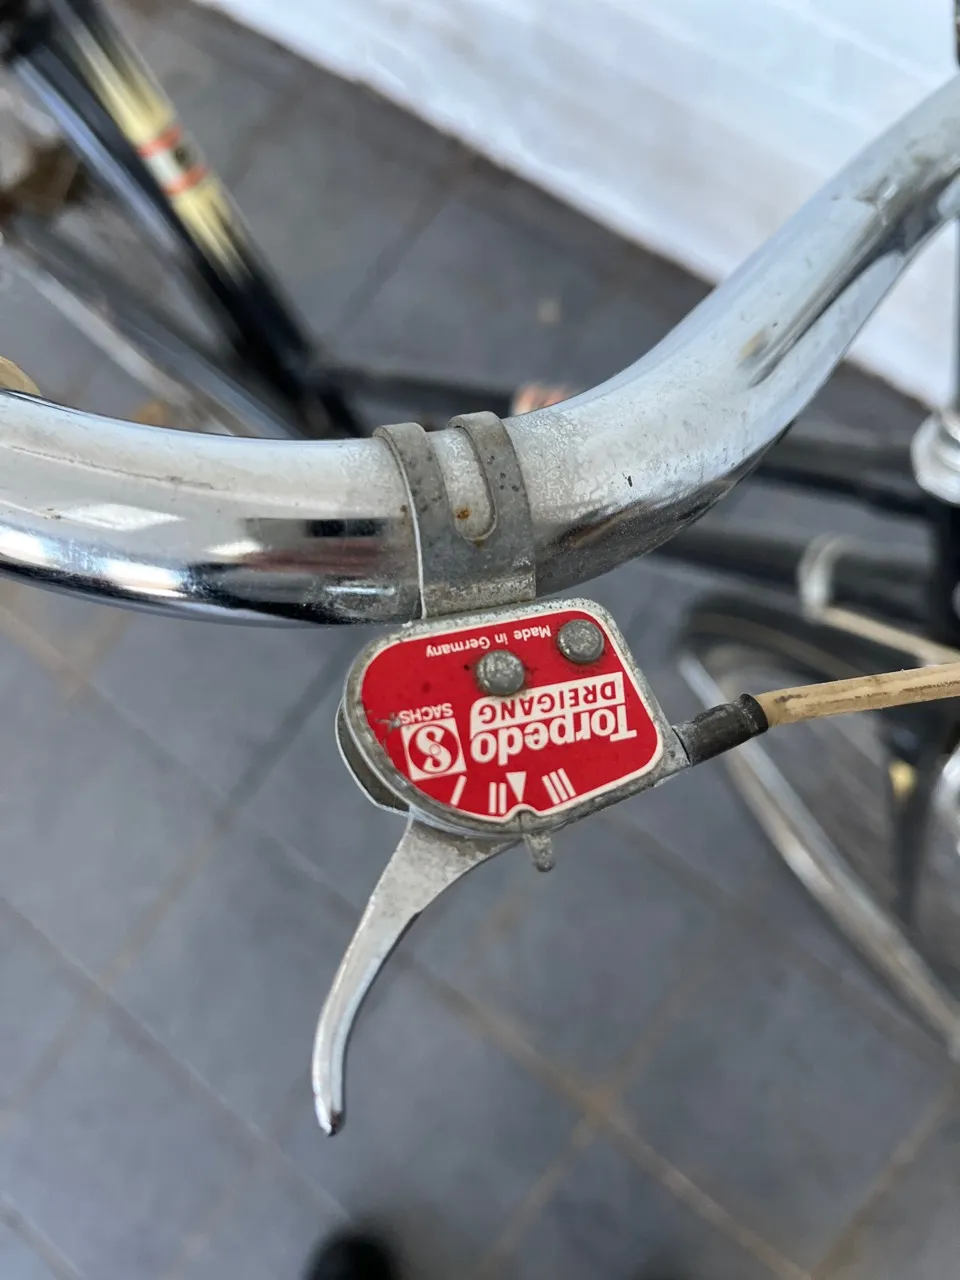 III II I
Torpedo
DREIGANG
SACHS
Made in Germany